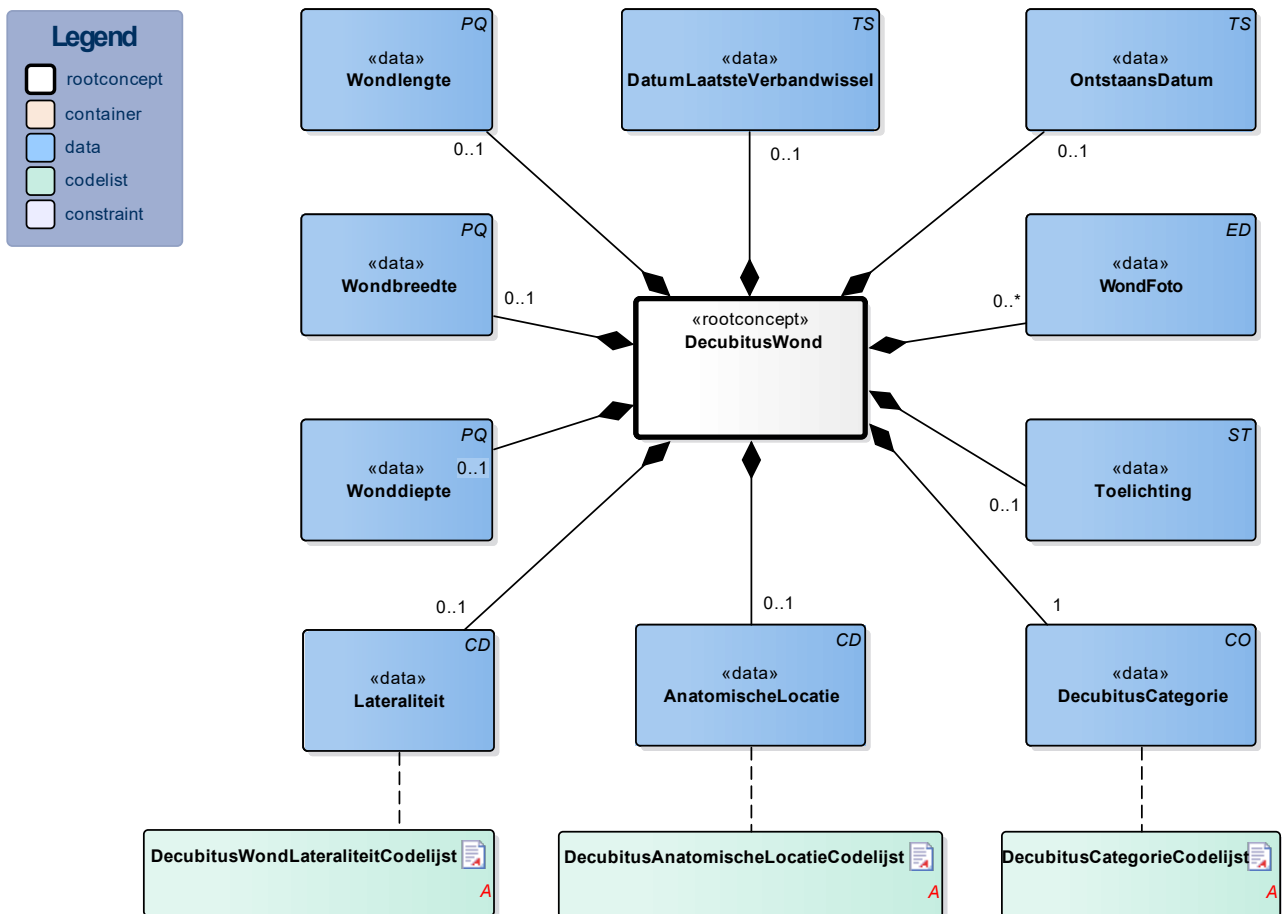 Legend
rootconcept
container
data
codelist
constraint
PQ
«data»
Wondlengte
0..1
TS
«data»
DatumLaatsteVerbandwissel
0..1
TS
«data»
OntstaansDatum
0..1
PQ
«data»
Wondbreedte
0..1
«rootconcept»
DecubitusWond
ED
«data»
WondFoto
0..*
PQ
«data»
Wonddiepte
0..1
ST
«data»
Toelichting
0..1
0..1
CD
«data»
Lateraliteit
0..1
CD
«data»
AnatomischeLocatie
1
CO
«data»
DecubitusCategorie
DecubitusWondLateraliteitCodelijst
A
DecubitusAnatomischeLocatieCodelijst
A
DecubitusCategorieCodelijst
A